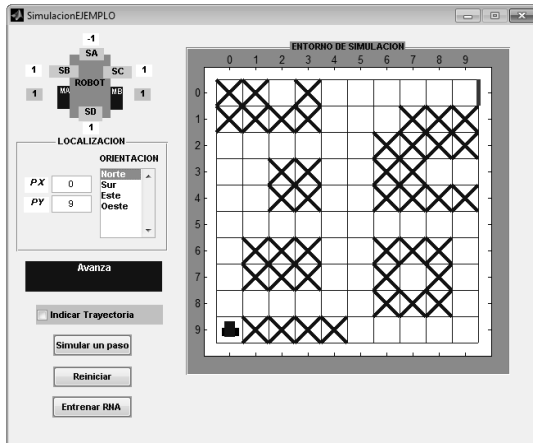 SimulacionEJEMPLO
-1
SA
1 SB SC 1
ROBOT
1 MA MB 1
SD
1
LOCALIZACION
ORIENTACION
PX 0
PY 9
Norte
Sur
Este
Oeste
Avanza
Indicar Trayectoria
Simular un paso
Reiniciar
Entrenar RNA
ENTORNO DE SIMULACION
0 1 2 3 4 5 6 7 8 9
0
1
2
3
4
5
6
7
8
9